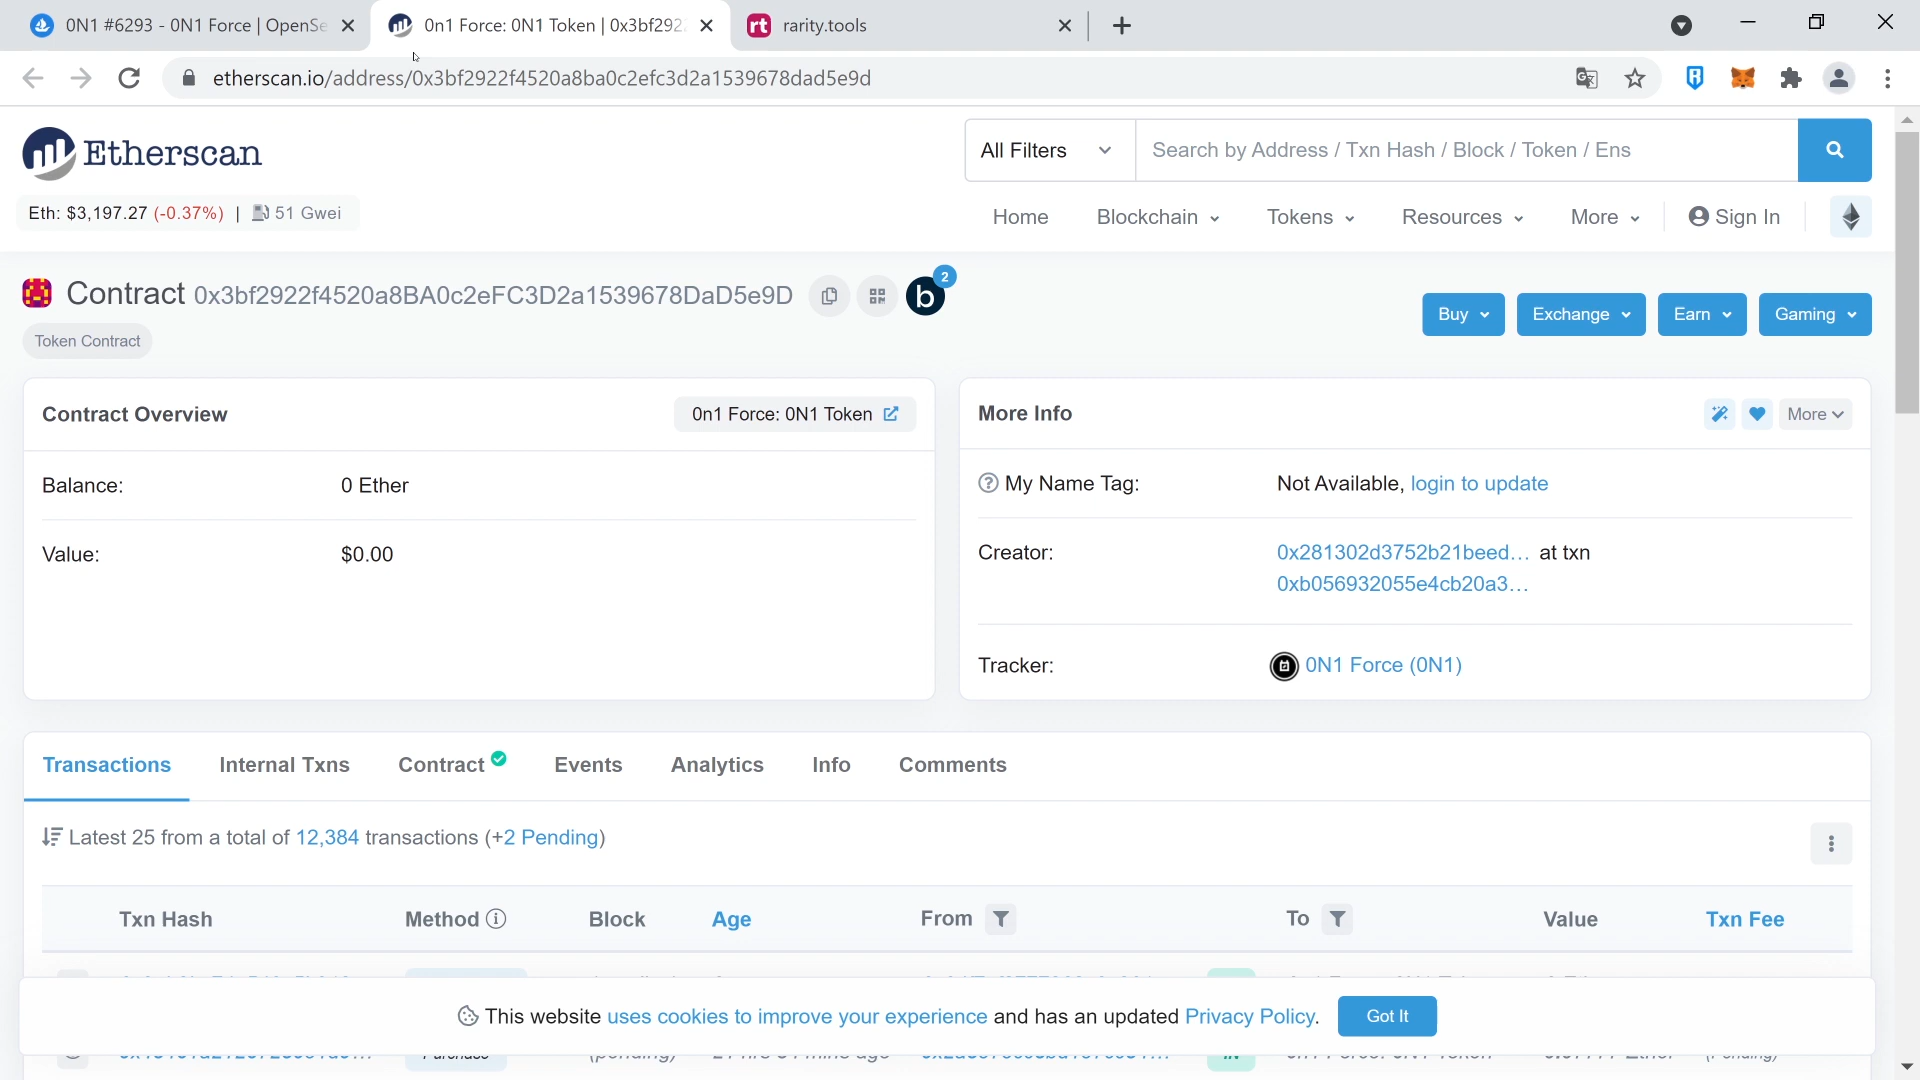 0N1 #6293 - 0N1 Force | OpenSe
0n1 Force: 0N1 Token | 0x3bf292
rt rarity.tools
etherscan.io/address/0x3bf2922f4520a8ba0c2efc3d2a1539678dad5e9d
Etherscan
All Filters
Search by Address / Txn Hash / Block / Token / Ens
Eth: $3,197.27 (-0.37%) | 51 Gwei
Home Blockchain Tokens Resources More Sign In
Contract 0x3bf2922f4520a8BA0c2eFC3D2a1539678DaD5e9D b 2
Buy Exchange Earn Gaming
Token Contract
Contract Overview 0n1 Force: 0N1 Token
Balance: 0 Ether
Value: $0.00
More Info More
My Name Tag: Not Available, login to update
Creator: 0x281302d3752b21beed... at txn
0xb056932055e4cb20a3...
Tracker: 0N1 Force (0N1)
Transactions Internal Txns Contract Events Analytics Info Comments
Latest 25 from a total of 12,384 transactions (+2 Pending)
Txn Hash Method Block Age From To Value Txn Fee
This website uses cookies to improve your experience and has an updated Privacy Policy. Got It